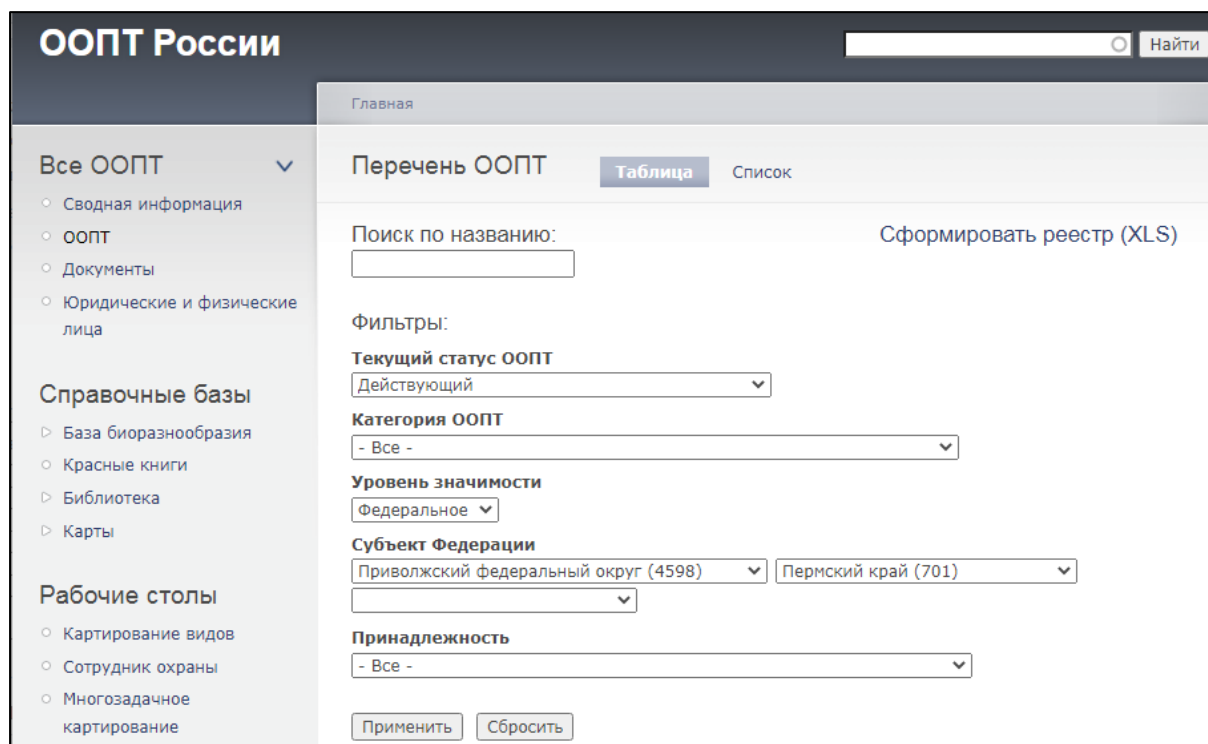 ООПТ России
Найти
Главная
Все ООПТ
Сводная информация
ООПТ
Документы
Юридические и физические
лица
Справочные базы
База биоразнообразия
Красные книги
Библиотека
Карты
Рабочие столы
Картирование видов
Сотрудник охраны
Многозадачное
картирование
Перечень ООПТ
Таблица
Список
Поиск по названию:
Сформировать реестр (XLS)
Фильтры:
Текущий статус ООПТ
Действующий
Категория ООПТ
- Все -
Уровень значимости
Федеральное
Субъект Федерации
Приволжский федеральный округ (4598)
Пермский край (701)
Принадлежность
- Все -
Применить
Сбросить